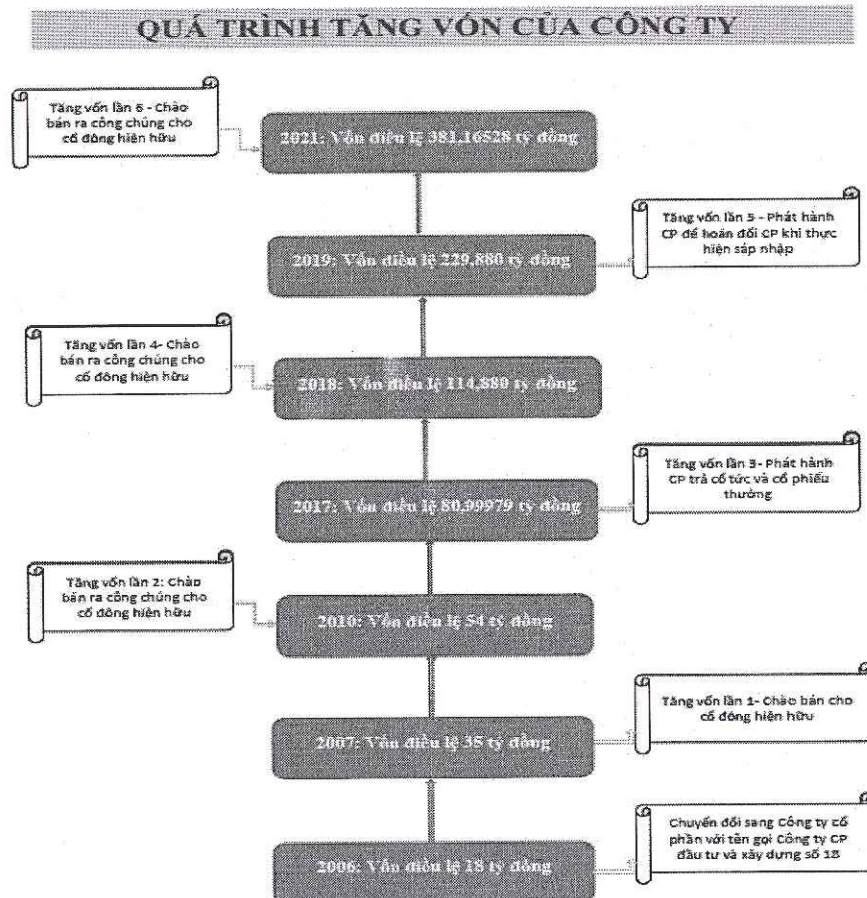 QUÁ TRÌNH TĂNG VỐN CỦA CÔNG TY
Tăng vốn lần 6 - Chào
bán ra công chúng cho
cổ đông hiện hữu
2021: Vốn điều lệ 381,16528 tỷ đồng
Tăng vốn lần 5 - Phát hành
CP để hoán đổi CP khi thực
hiện sáp nhập
2019: Vốn điều lệ 229,880 tỷ đồng
Tăng vốn lần 4- Chào
bán ra công chúng cho
cổ đông hiện hữu
2018: Vốn điều lệ 114,880 tỷ đồng
Tăng vốn lần 3- Phát hành
CP trả cổ tức và cổ phiếu
thưởng
2017: Vốn điều lệ 80,99979 tỷ đồng
Tăng vốn lần 2: Chào
bán ra công chúng cho
cổ đông hiện hữu
2010: Vốn điều lệ 54 tỷ đồng
Tăng vốn lần 1- Chào bán cho
cổ đông hiện hữu
2007: Vốn điều lệ 35 tỷ đồng
Chuyển đổi sang Công ty cổ
phần với tên gọi Công ty CP
đầu tư và xây dựng số 18
2006: Vốn điều lệ 18 tỷ đồng